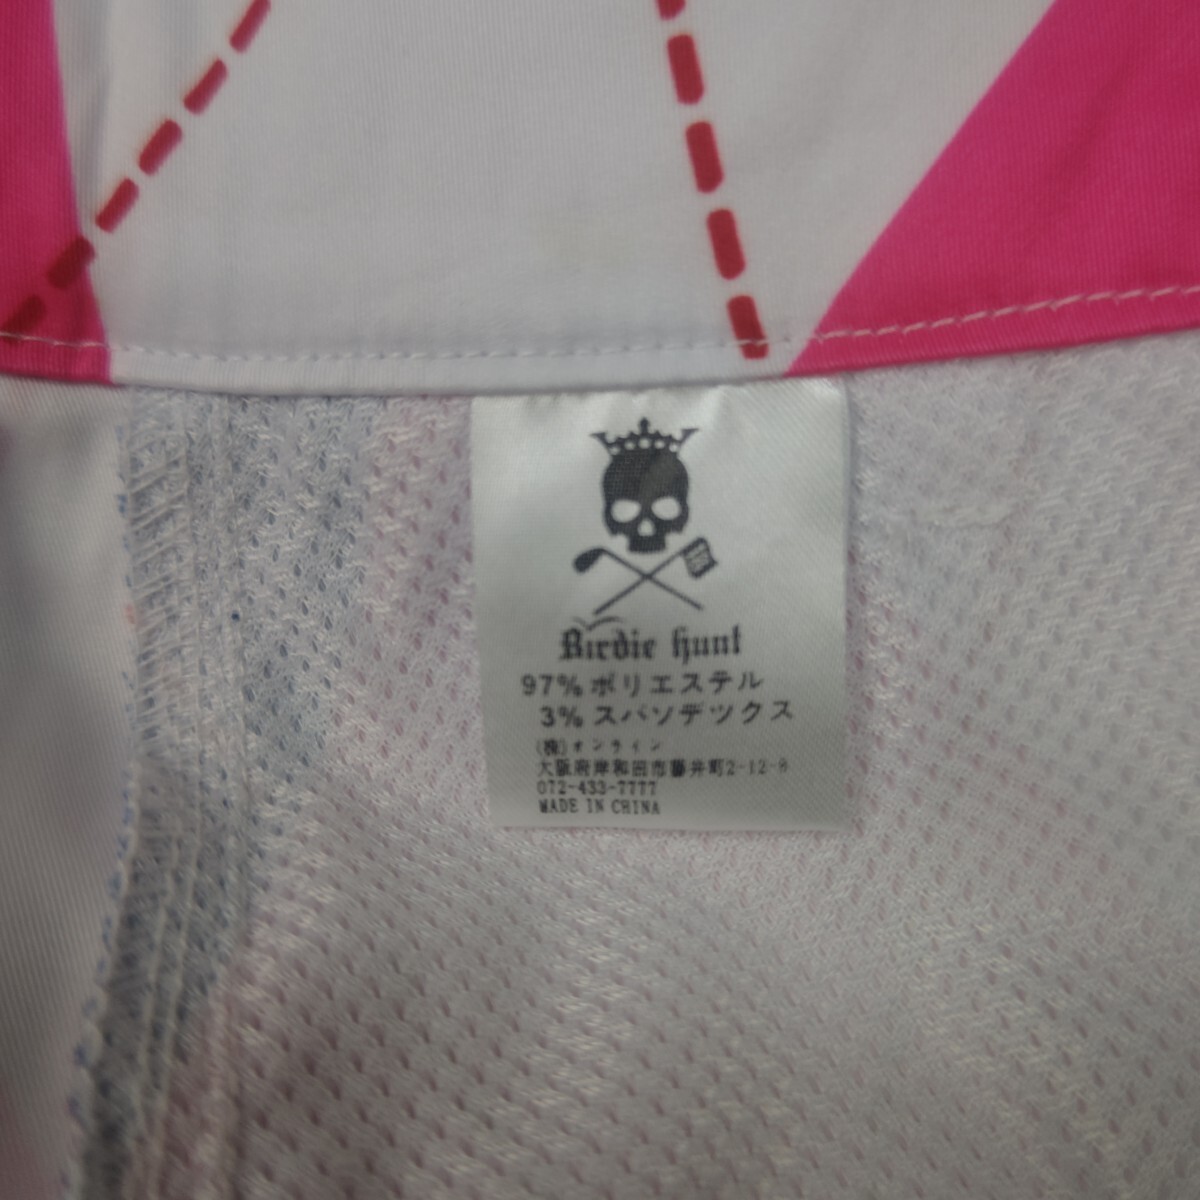 Birdie hunt
97% ポリエステル
3% スパンデックス
(株)オンライン
大阪府岸和田市藤井町2-12-8
072-433-7777
MADE IN CHINA